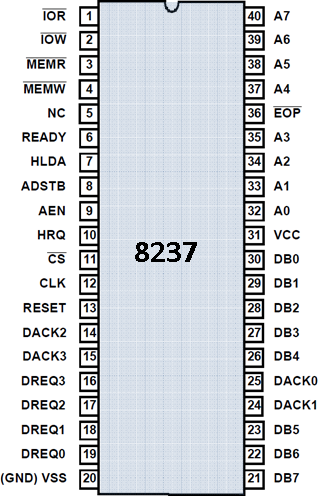 IOR 1 40 A7
IOW 2 39 A6
MEMR 3 38 A5
MEMW 4 37 A4
NC 5 36 EOP
READY 6 35 A3
HLDA 7 34 A2
ADSTB 8 33 A1
AEN 9 32 A0
HRQ 10 31 VCC
8237
CS 11 30 DB0
CLK 12 29 DB1
RESET 13 28 DB2
DACK2 14 27 DB3
DACK3 15 26 DB4
DREQ3 16 25 DACK0
DREQ2 17 24 DACK1
DREQ1 18 23 DB5
DREQ0 19 22 DB6
(GND) VSS 20 21 DB7